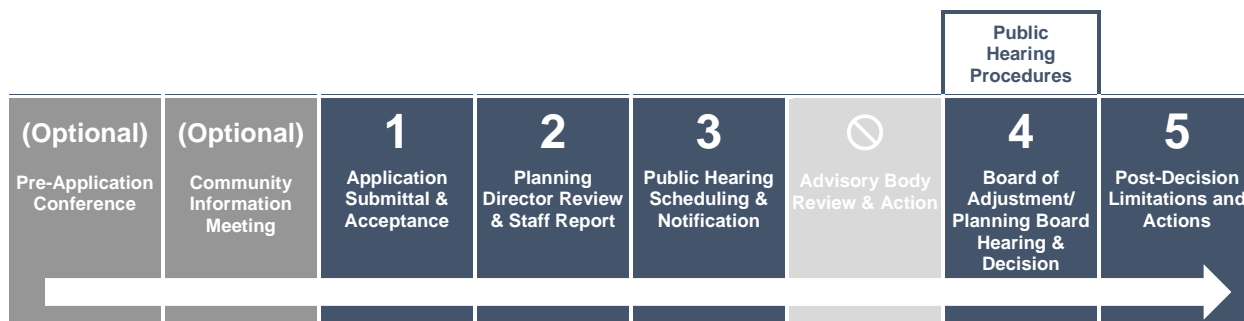 Public
Hearing
Procedures
(Optional)
Pre-Application
Conference
(Optional)
Community
Information
Meeting
1
Application
Submittal &
Acceptance
2
Planning
Director Review
& Staff Report
3
Public Hearing
Scheduling &
Notification
Advisory Body
Review & Action
4
Board of
Adjustment/
Planning Board
Hearing &
Decision
5
Post-Decision
Limitations and
Actions